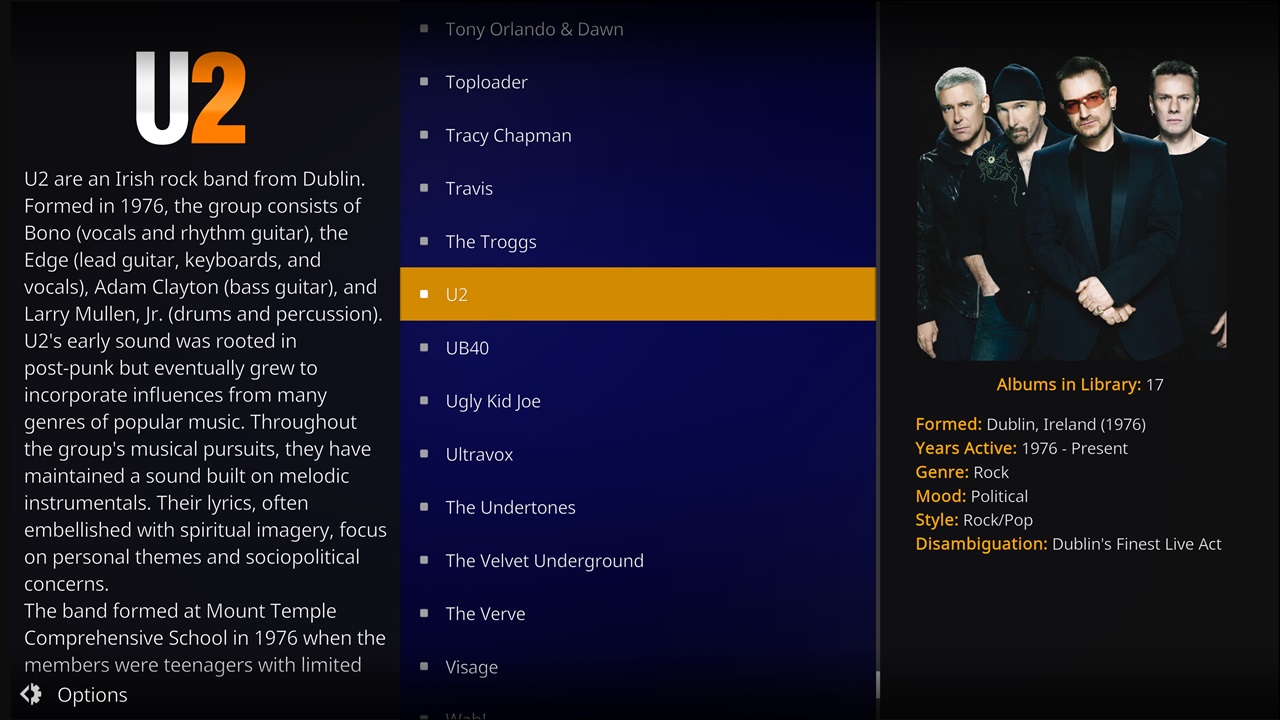 U2
U2 are an Irish rock band from Dublin.
Formed in 1976, the group consists of
Bono (vocals and rhythm guitar), the
Edge (lead guitar, keyboards, and
vocals), Adam Clayton (bass guitar), and
Larry Mullen, Jr. (drums and percussion).
U2's early sound was rooted in
post-punk but eventually grew to
incorporate influences from many
genres of popular music. Throughout
the group's musical pursuits, they have
maintained a sound built on melodic
instrumentals. Their lyrics, often
embellished with spiritual imagery, focus
on personal themes and sociopolitical
concerns.
The band formed at Mount Temple
Comprehensive School in 1976 when the
members were teenagers with limited
Options
Tony Orlando & Dawn
Toploader
Tracy Chapman
Travis
The Troggs
U2
UB40
Ugly Kid Joe
Ultravox
The Undertones
The Velvet Underground
The Verve
Visage
Wah!
Albums in Library: 17
Formed: Dublin, Ireland (1976)
Years Active: 1976 - Present
Genre: Rock
Mood: Political
Style: Rock/Pop
Disambiguation: Dublin's Finest Live Act